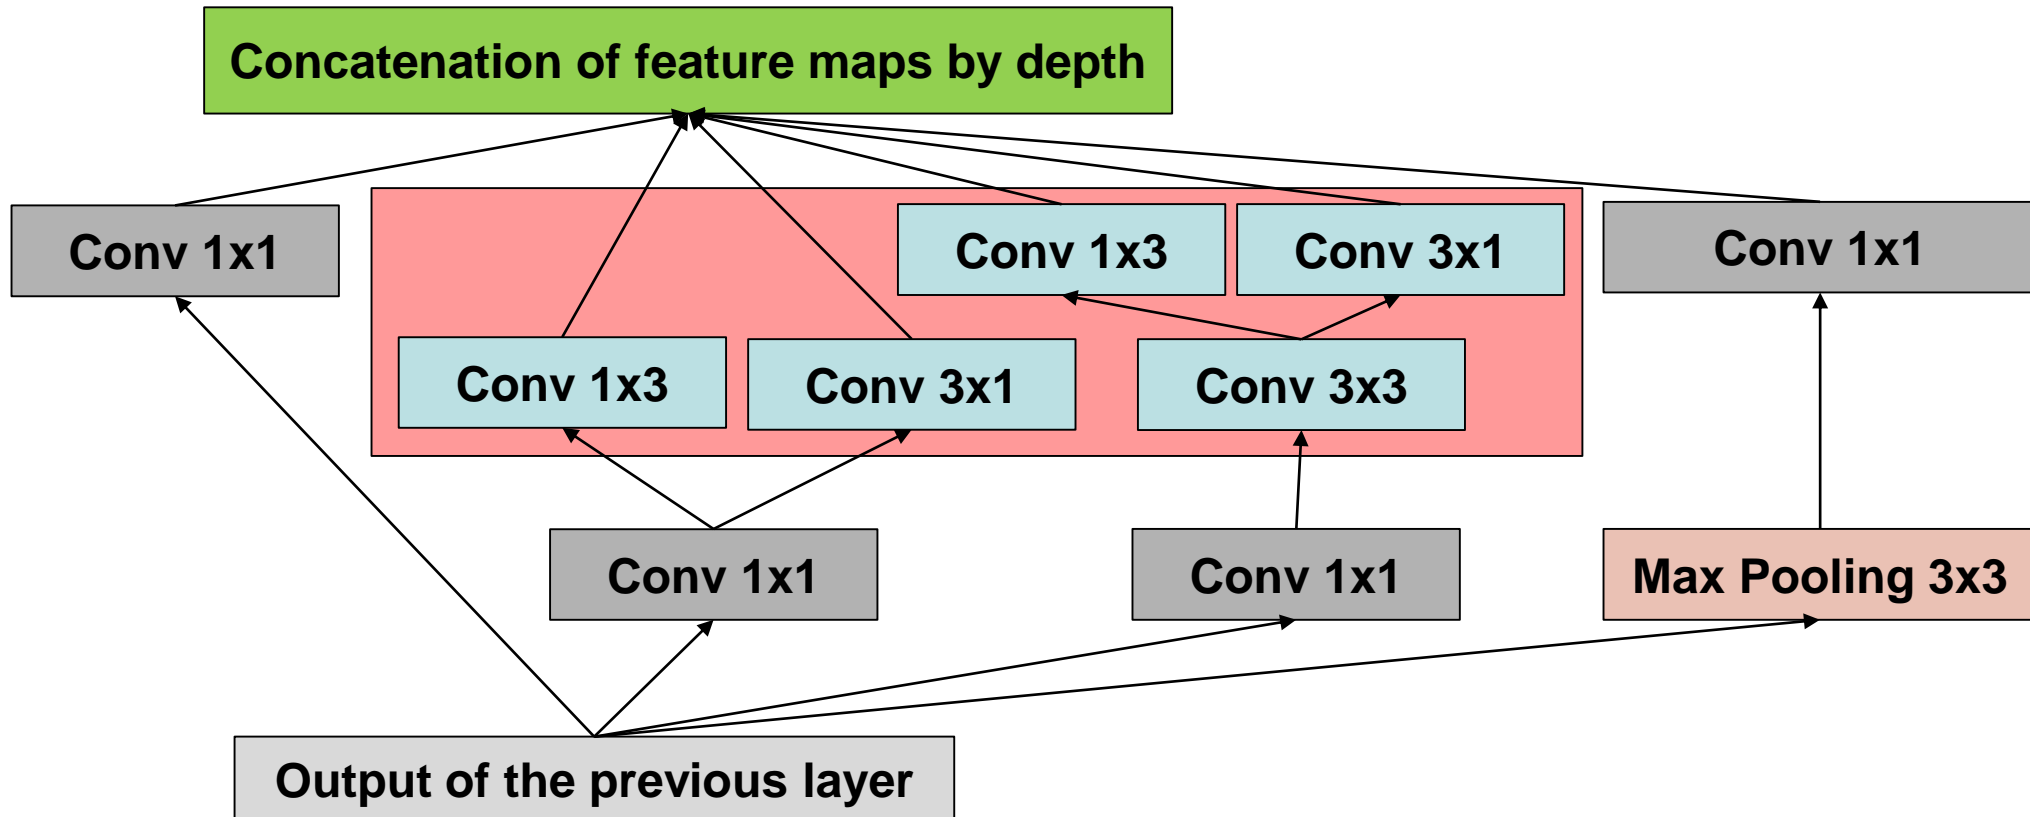 Concatenation of feature maps by depth
Conv 1x1
Conv 1x3
Conv 3x1
Conv 1x1
Conv 1x3
Conv 3x1
Conv 3x3
Conv 1x1
Conv 1x1
Max Pooling 3x3
Output of the previous layer